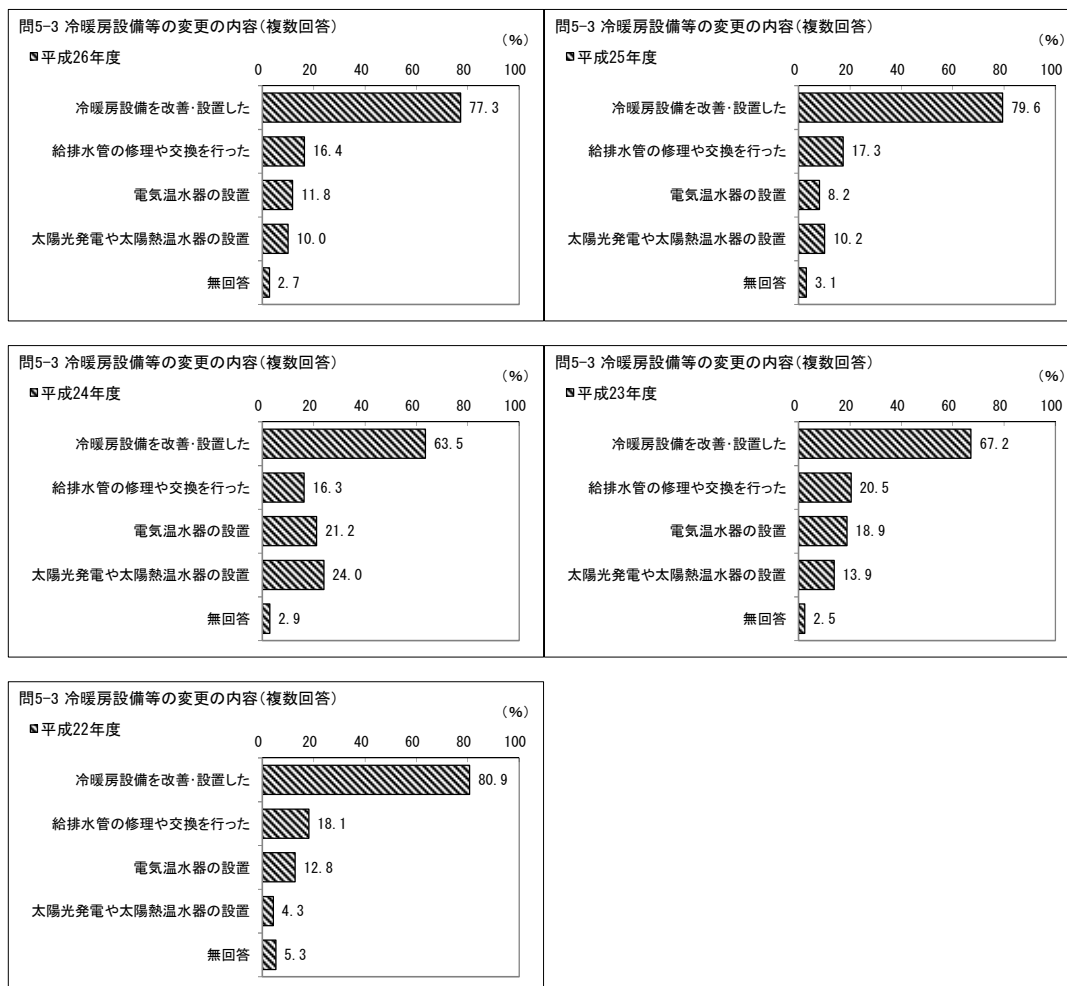 問5-3 冷暖房設備等の変更の内容(複数回答)
(%)
平成26年度
0 20 40 60 80 100
冷暖房設備を改善・設置した 77.3
給排水管の修理や交換を行った 16.4
電気温水器の設置 11.8
太陽光発電や太陽熱温水器の設置 10.0
無回答 2.7
問5-3 冷暖房設備等の変更の内容(複数回答)
(%)
平成25年度
0 20 40 60 80 100
冷暖房設備を改善・設置した 79.6
給排水管の修理や交換を行った 17.3
電気温水器の設置 8.2
太陽光発電や太陽熱温水器の設置 10.2
無回答 3.1
問5-3 冷暖房設備等の変更の内容(複数回答)
(%)
平成24年度
0 20 40 60 80 100
冷暖房設備を改善・設置した 63.5
給排水管の修理や交換を行った 16.3
電気温水器の設置 21.2
太陽光発電や太陽熱温水器の設置 24.0
無回答 2.9
問5-3 冷暖房設備等の変更の内容(複数回答)
(%)
平成23年度
0 20 40 60 80 100
冷暖房設備を改善・設置した 67.2
給排水管の修理や交換を行った 20.5
電気温水器の設置 18.9
太陽光発電や太陽熱温水器の設置 13.9
無回答 2.5
問5-3 冷暖房設備等の変更の内容(複数回答)
(%)
平成22年度
0 20 40 60 80 100
冷暖房設備を改善・設置した 80.9
給排水管の修理や交換を行った 18.1
電気温水器の設置 12.8
太陽光発電や太陽熱温水器の設置 4.3
無回答 5.3